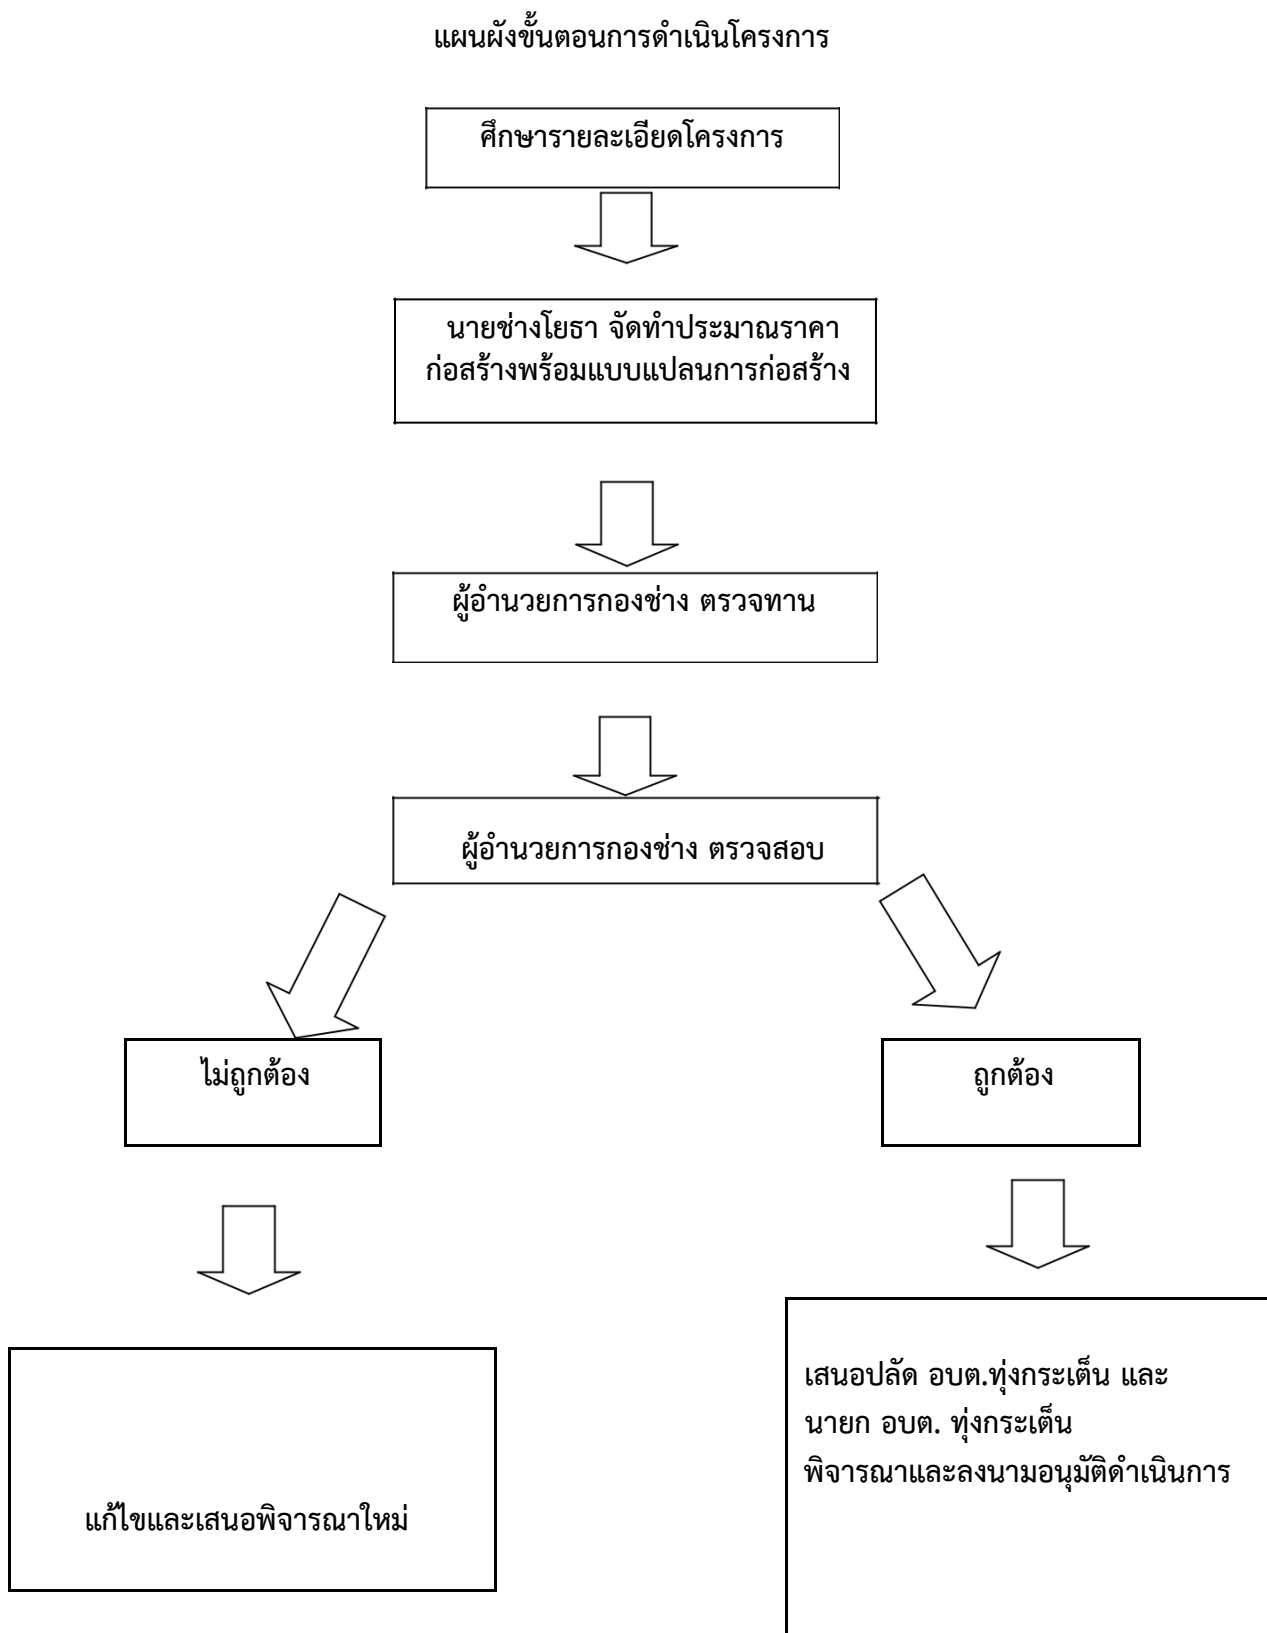 แผนผังขั้นตอนการดำเนินโครงการ
ศึกษารายละเอียดโครงการ
นายช่างโยธา จัดทำประมาณราคา
ก่อสร้างพร้อมแบบแปลนการก่อสร้าง
ผู้อำนวยการกองช่าง ตรวจทาน
ผู้อำนวยการกองช่าง ตรวจสอบ
ไม่ถูกต้อง
ถูกต้อง
แก้ไขและเสนอพิจารณาใหม่
เสนอปลัด อบต.ทุ่งกระเต็น และ
นายก อบต. ทุ่งกระเต็น
พิจารณาและลงนามอนุมัติดำเนินการ